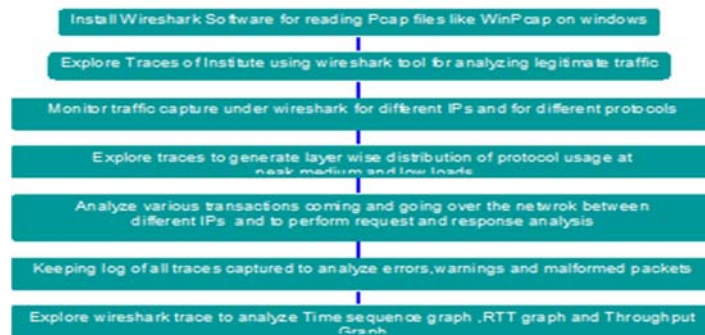 Install Wireshark Software for reading Pcap files like WinPcap on windows
Explore Traces of Institute using wireshark tool for analyzing legitimate traffic
Monitor traffic capture under wireshark for different IPs and for different protocols
Explore traces to generate layer wise distribution of protocol usage at
peak medium and low loads
Analyze various transactions coming and going over the netwrok between
different IPs and to perform request and response analysis
Keeping log of all traces captured to analyze errors,warnings and malformed packets
Explore wireshark trace to analyze Time sequence graph ,RTT graph and Throughput
Graph